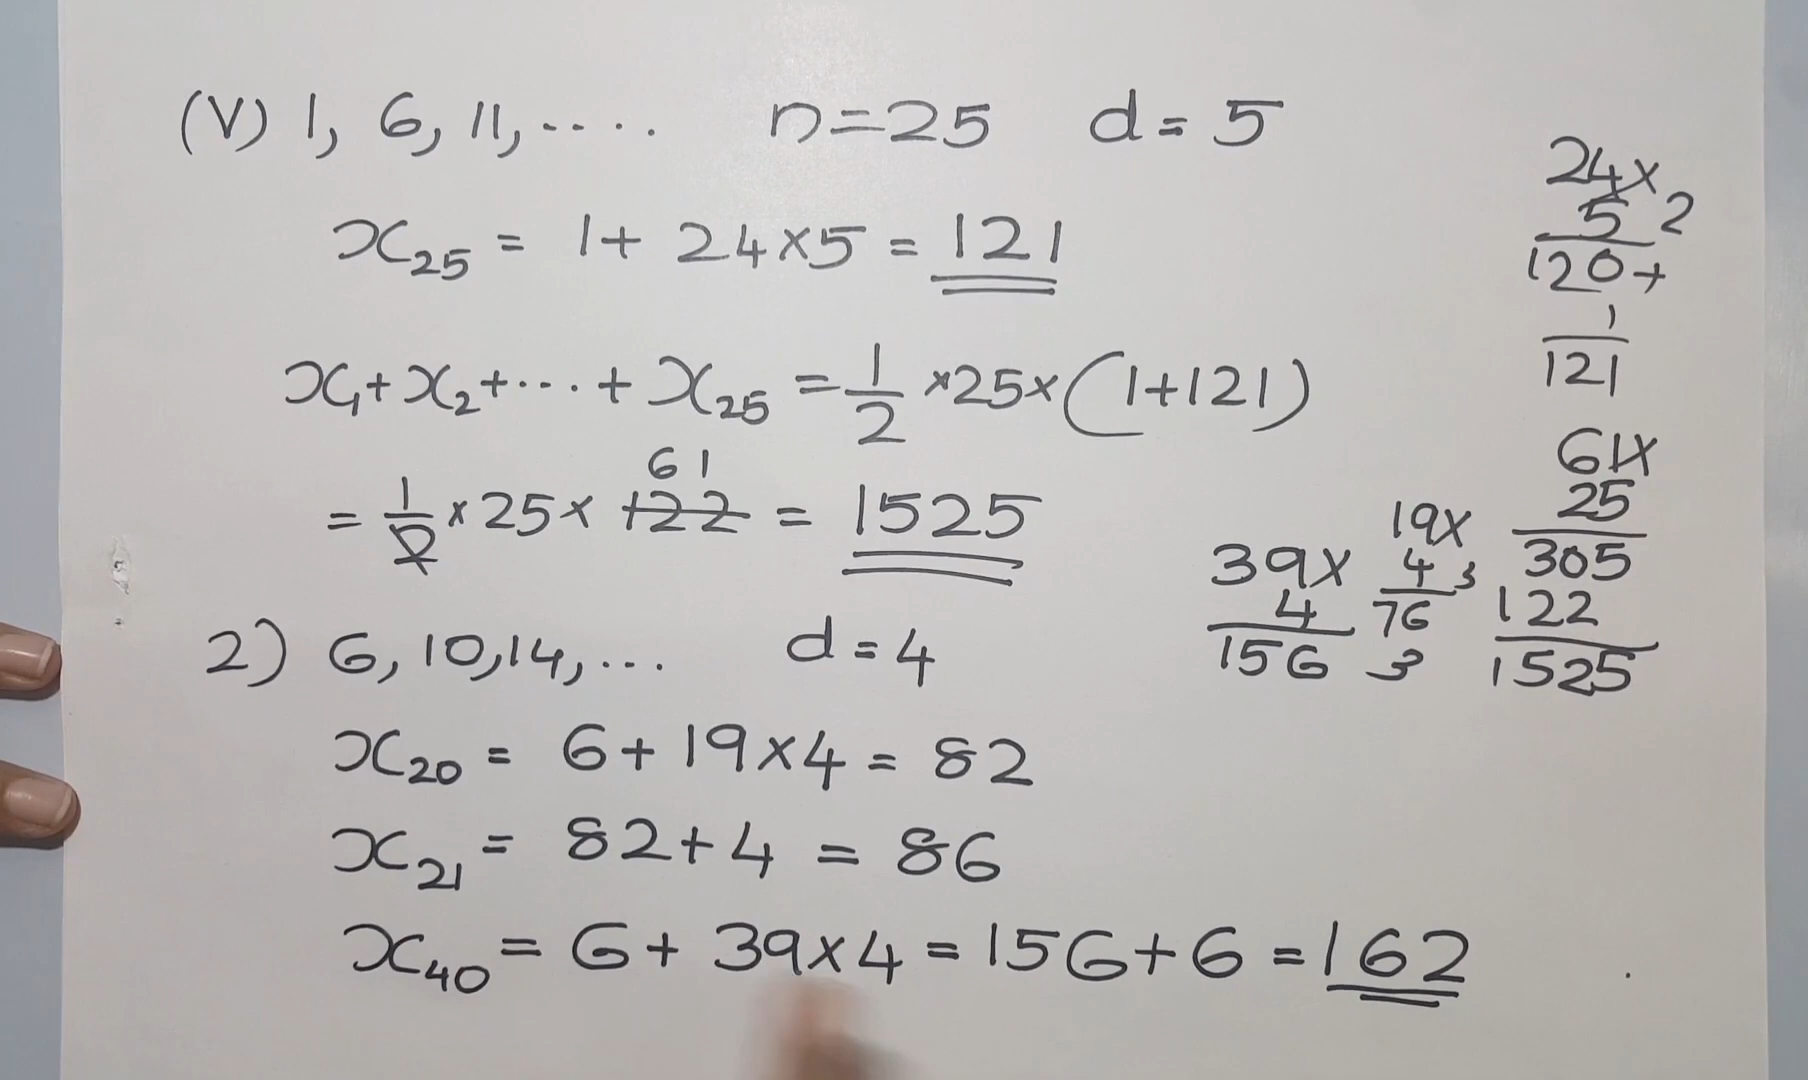 (V) 1, 6, 11, .... n=25 d=5
x₂₅ = 1+ 24×5 = 121
x₁+x₂+...+x₂₅ = 1/2 ×25×(1+121)
= 1/2 ×25× 122 61 = 1525
2) 6, 10, 14, ... d=4
x₂₀ = 6+19×4 = 82
x₂₁ = 82+4 = 86
x₄₀ = 6+ 39×4 = 156+6 = 162
24×
5 2
120+
1
121
61×
25
305
122
1525
19×
4 3
76
3
39×
4
156